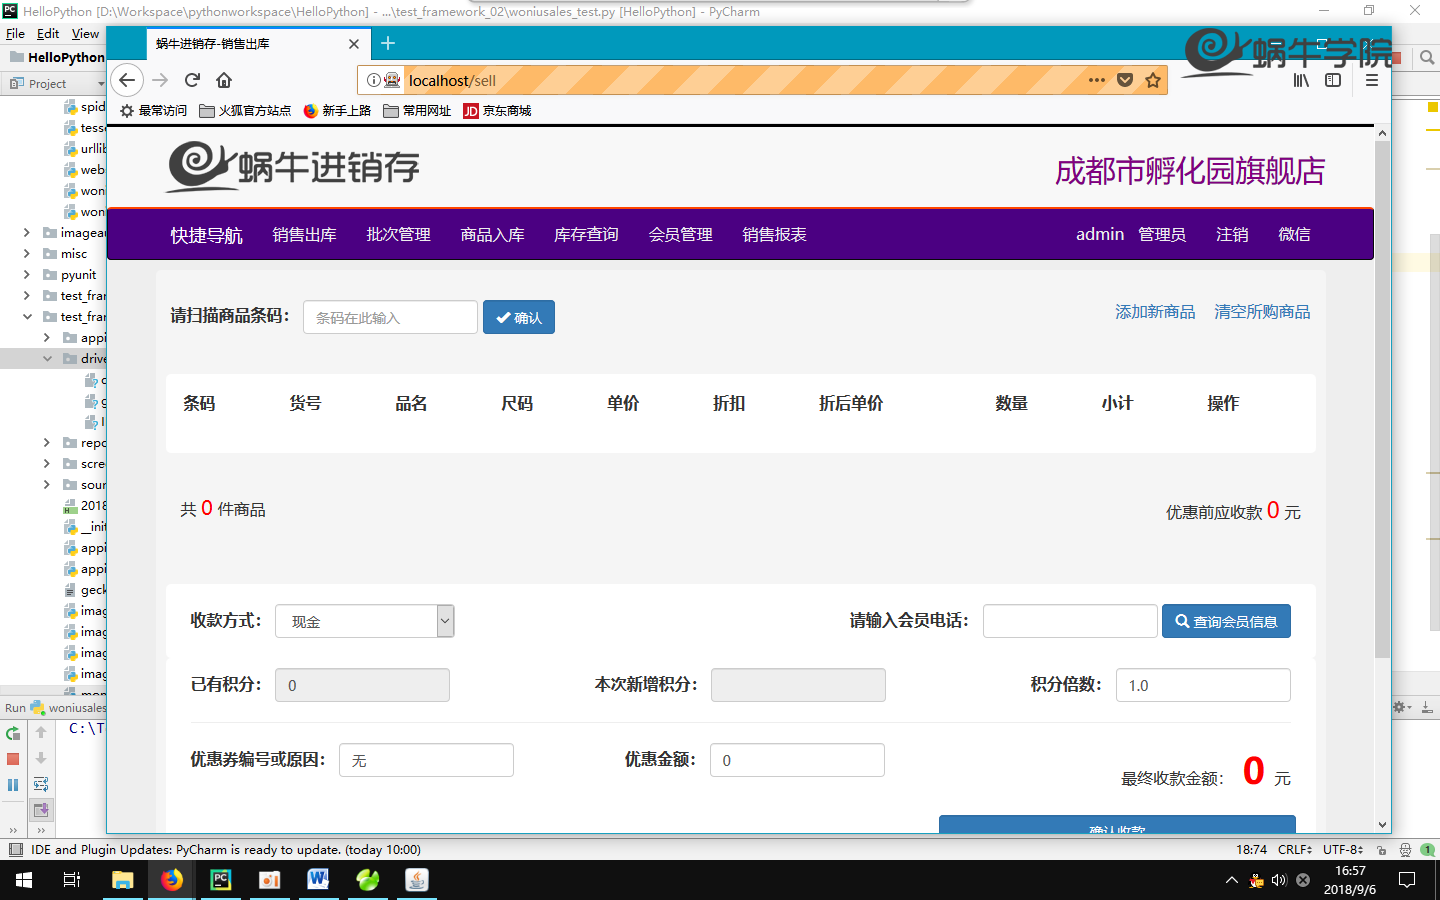 HelloPython [D:\Workspace\pythonworkspace\HelloPython] - ...\test_framework_02\woniusales_test.py [HelloPython] - PyCharm
File Edit View
HelloPython
Project
蜗牛进销存-销售出库
蜗牛学院
localhost/sell
最常访问 火狐官方站点 新手上路 常用网址 JD 京东商城
蜗牛进销存
成都市孵化园旗舰店
快捷导航 销售出库 批次管理 商品入库 库存查询 会员管理 销售报表 admin 管理员 注销 微信
请扫描商品条码： 条码在此输入 确认 添加新商品 清空所购商品
条码 货号 品名 尺码 单价 折扣 折后单价 数量 小计 操作
共 0 件商品 优惠前应收款 0 元
收款方式： 现金 请输入会员电话： 查询会员信息
已有积分： 0 本次新增积分： 积分倍数： 1.0
优惠券编号或原因： 无 优惠金额： 0
最终收款金额： 0 元
确认收款
spid
tesse
urllib
web
won
won
imageau
misc
pyunit
test_frar
test_frar
appi
drive
repo
scre
sour
2018
__init
appi
appi
geck
imag
imag
imag
imag
Run woniusales
C:\T
IDE and Plugin Updates: PyCharm is ready to update. (today 10:00)
18:74 CRLF UTF-8 1
16:57
2018/9/6